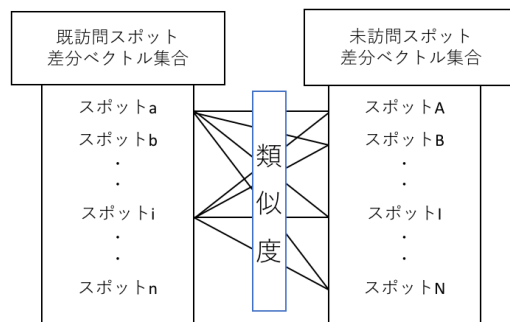 既訪問スポット
差分ベクトル集合
スポットa
スポットb
・
・
スポットi
・
・
スポットn
類似度
未訪問スポット
差分ベクトル集合
スポットA
スポットB
・
・
スポットI
・
・
スポットN